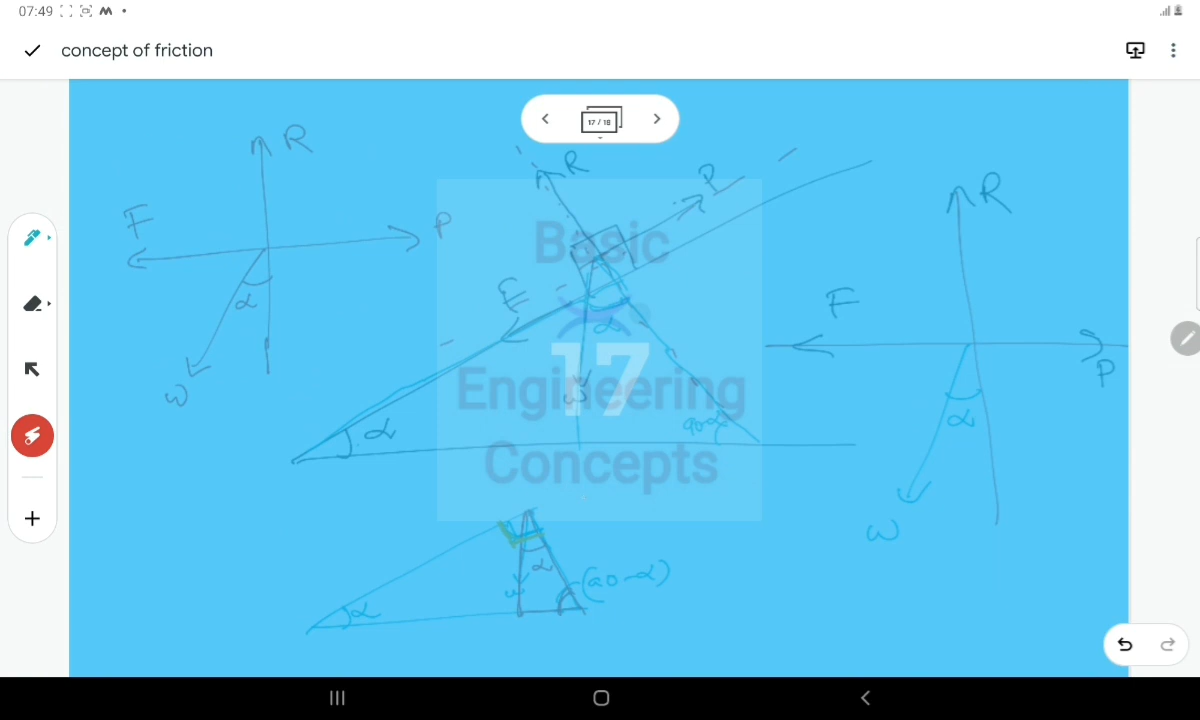 07:49
concept of friction
17 / 18
R
F
P
α
W
R
P
F
α
W
α
90-α
R
F
P
α
W
Basic
17
Engineering
Concepts
α
W
α
(90-α)